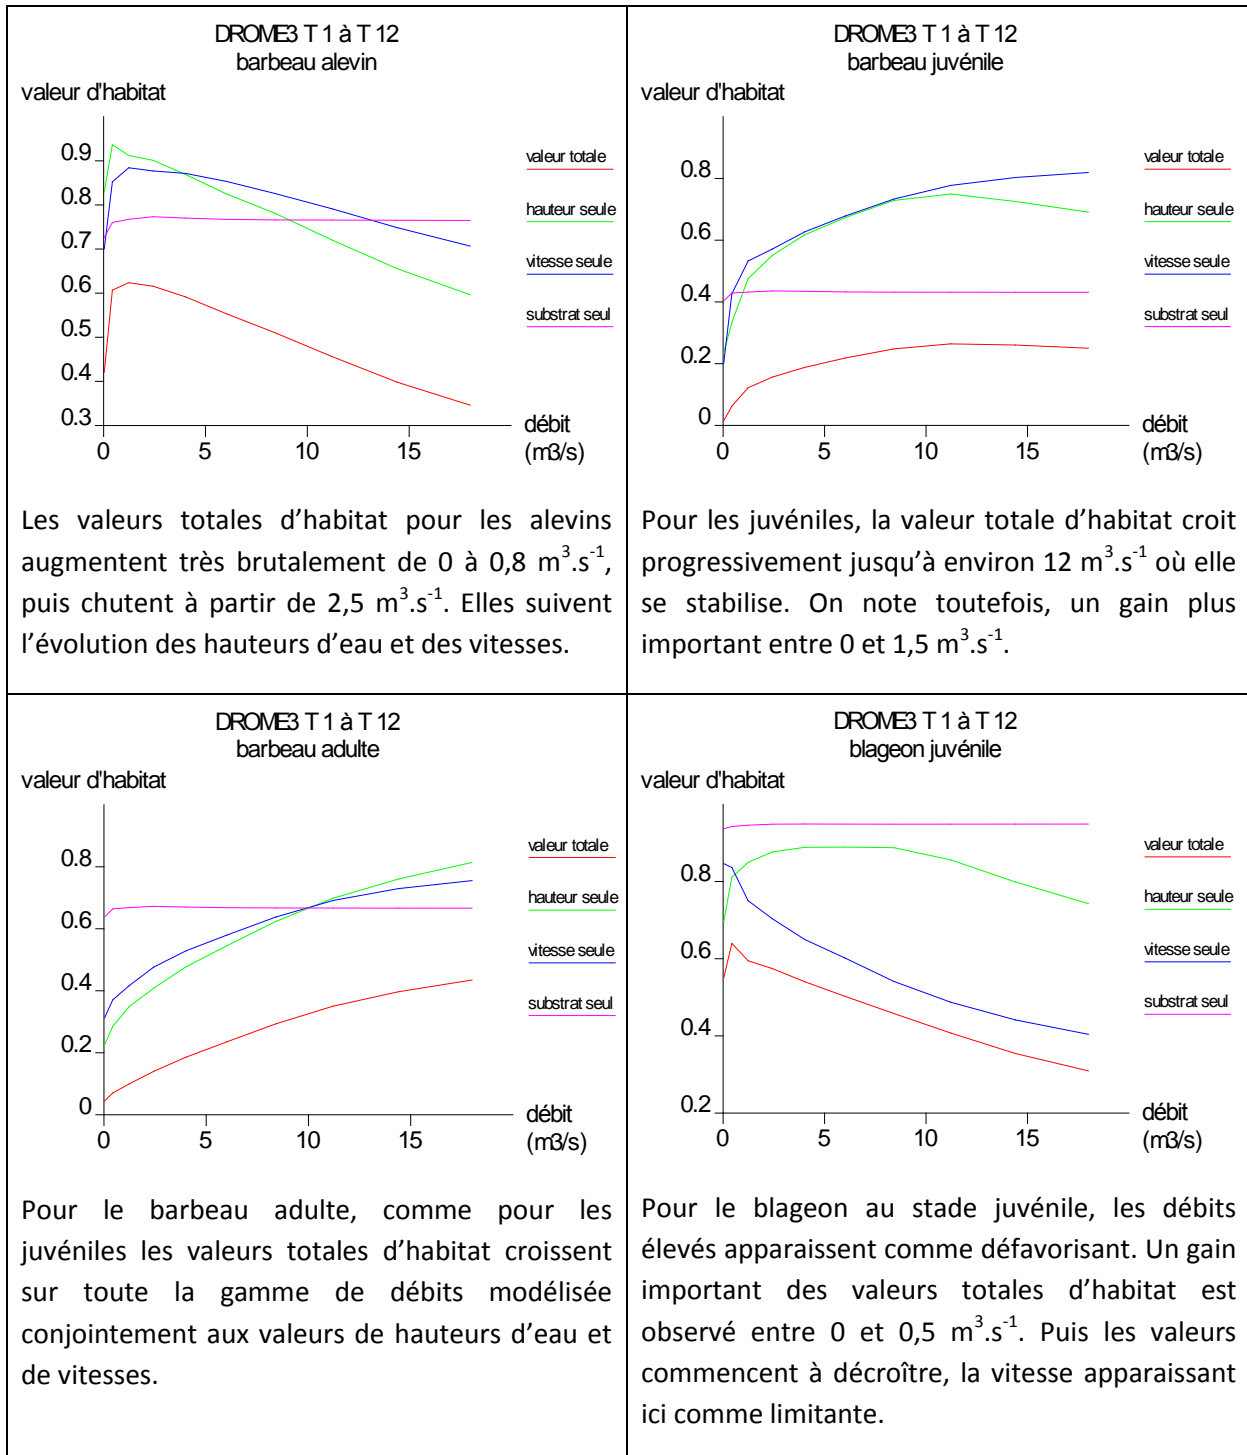 DROME3 T 1 à T 12
barbeau alevin
valeur d'habitat
0.9
0.8
0.7
0.6
0.5
0.4
0.3
0
5
10
15
débit
(m3/s)
valeur totale
hauteur seule
vitesse seule
substrat seul
Les valeurs totales d’habitat pour les alevins
augmentent très brutalement de 0 à 0,8 m³.s⁻¹,
puis chutent à partir de 2,5 m³.s⁻¹. Elles suivent
l’évolution des hauteurs d’eau et des vitesses.
DROME3 T 1 à T 12
barbeau juvénile
valeur d'habitat
0.8
0.6
0.4
0.2
0
0
5
10
15
débit
(m3/s)
valeur totale
hauteur seule
vitesse seule
substrat seul
Pour les juvéniles, la valeur totale d’habitat croit
progressivement jusqu’à environ 12 m³.s⁻¹ où elle
se stabilise. On note toutefois, un gain plus
important entre 0 et 1,5 m³.s⁻¹.
DROME3 T 1 à T 12
barbeau adulte
valeur d'habitat
0.8
0.6
0.4
0.2
0
0
5
10
15
débit
(m3/s)
valeur totale
hauteur seule
vitesse seule
substrat seul
Pour le barbeau adulte, comme pour les
juvéniles les valeurs totales d’habitat croissent
sur toute la gamme de débits modélisée
conjointement aux valeurs de hauteurs d’eau et
de vitesses.
DROME3 T 1 à T 12
blageon juvénile
valeur d'habitat
0.8
0.6
0.4
0.2
0
5
10
15
débit
(m3/s)
valeur totale
hauteur seule
vitesse seule
substrat seul
Pour le blageon au stade juvénile, les débits
élevés apparaissent comme défavorisant. Un gain
important des valeurs totales d’habitat est
observé entre 0 et 0,5 m³.s⁻¹. Puis les valeurs
commencent à décroître, la vitesse apparaissant
ici comme limitante.